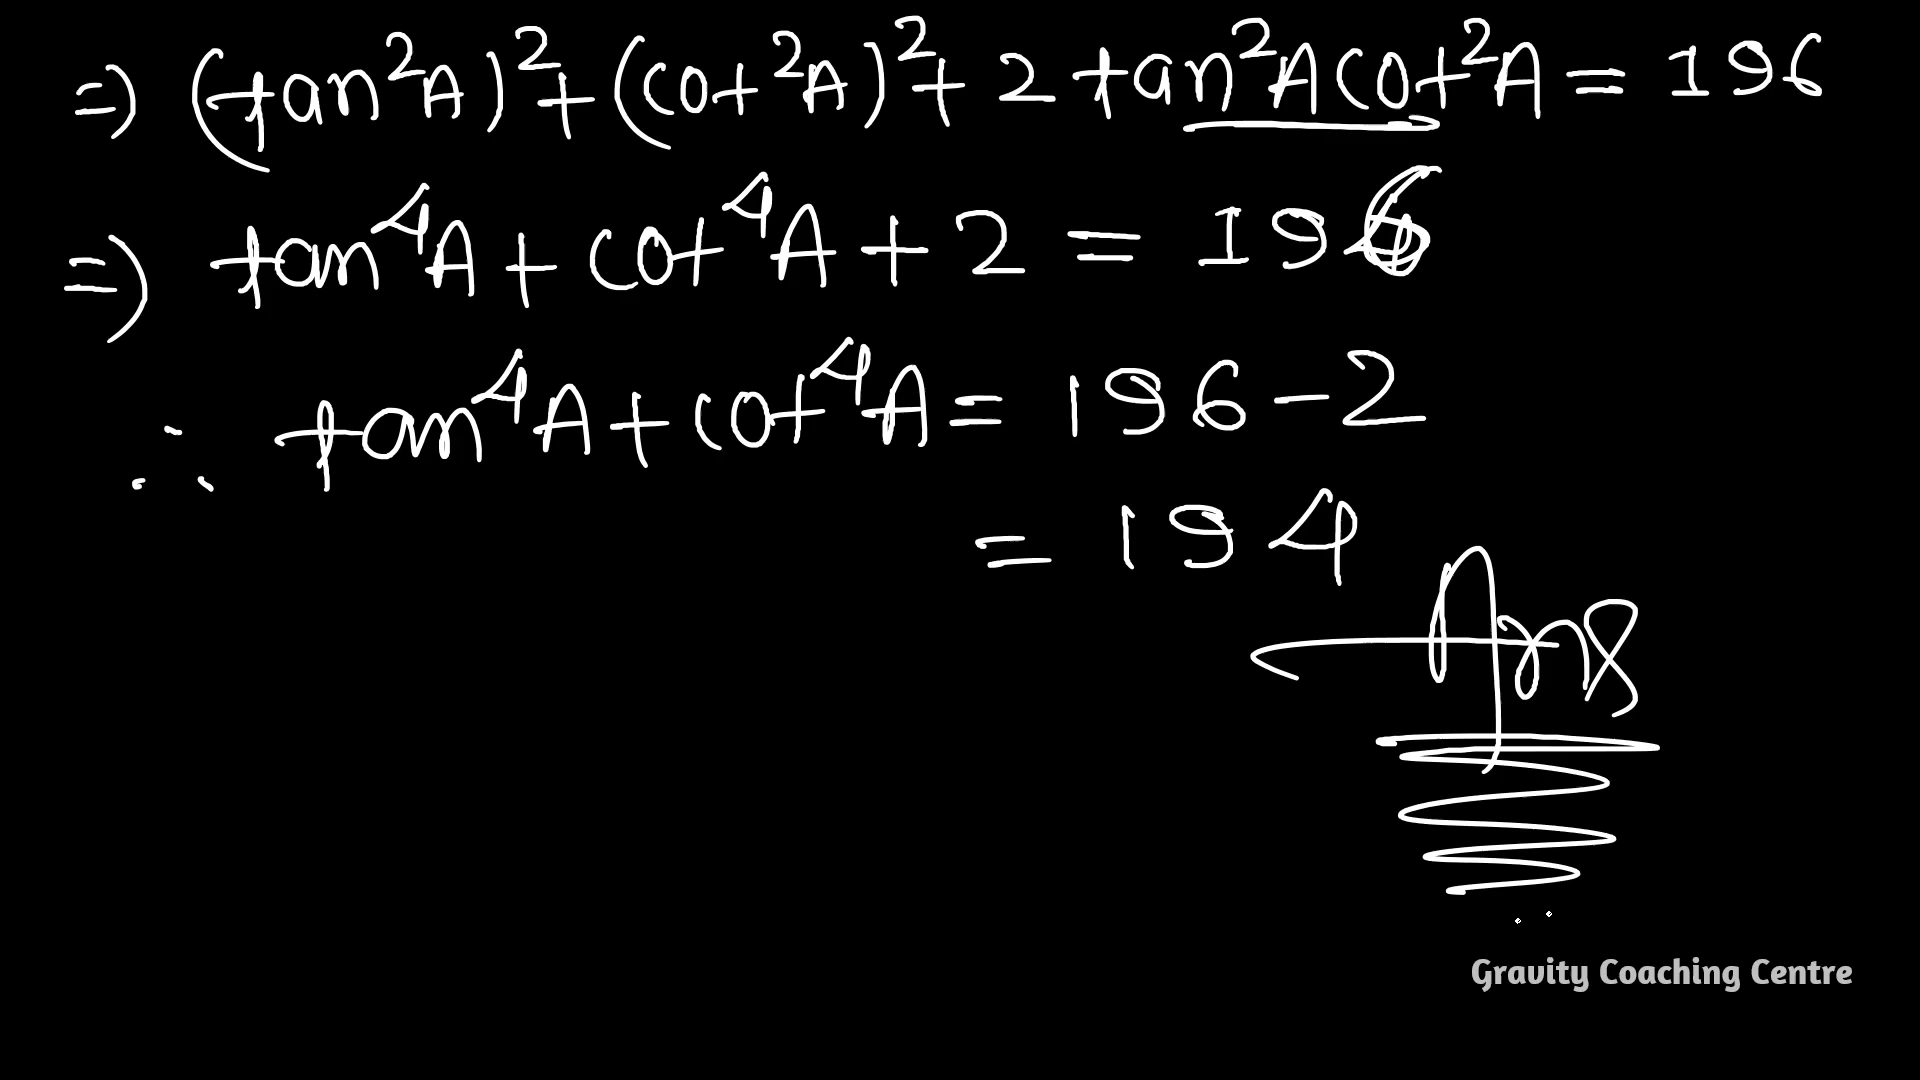 ⇒ (tan²A)² + (cot²A)² + 2 tan²A cot²A = 196
⇒ tan⁴A + cot⁴A + 2 = 196
∴ tan⁴A + cot⁴A = 196 - 2
= 194
Ans
Gravity Coaching Centre